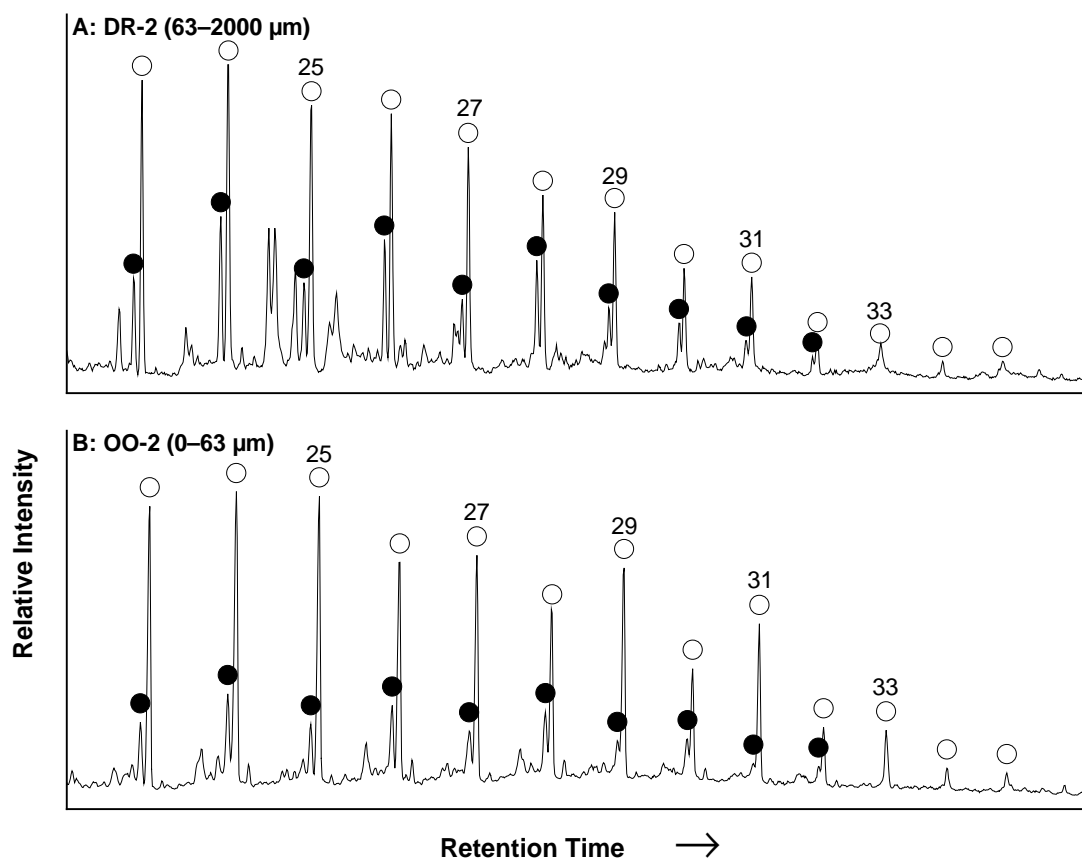 A: DR-2 (63–2000 µm)
25
27
29
31
33
B: OO-2 (0–63 µm)
25
27
29
31
33
Relative Intensity
Retention Time →